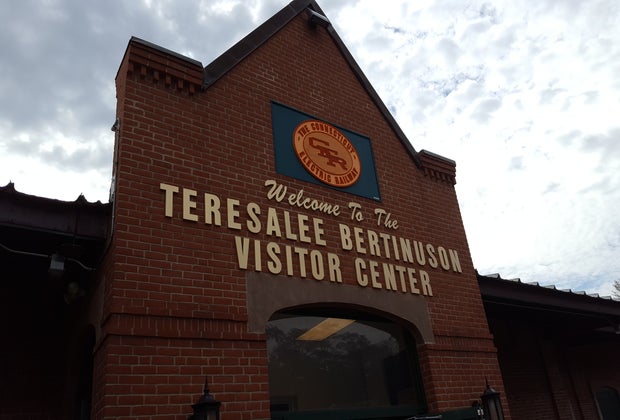 THE CONNECTICUT
CER
ELECTRIC RAILWAY
Welcome To The
TERESALEE BERTINUSON
VISITOR CENTER